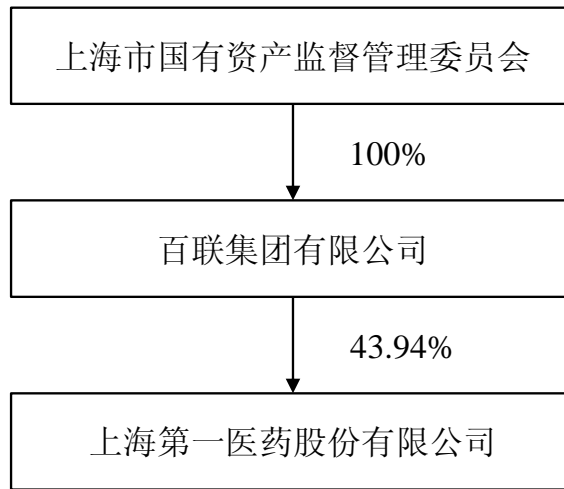 上海市国有资产监督管理委员会
100%
百联集团有限公司
43.94%
上海第一医药股份有限公司